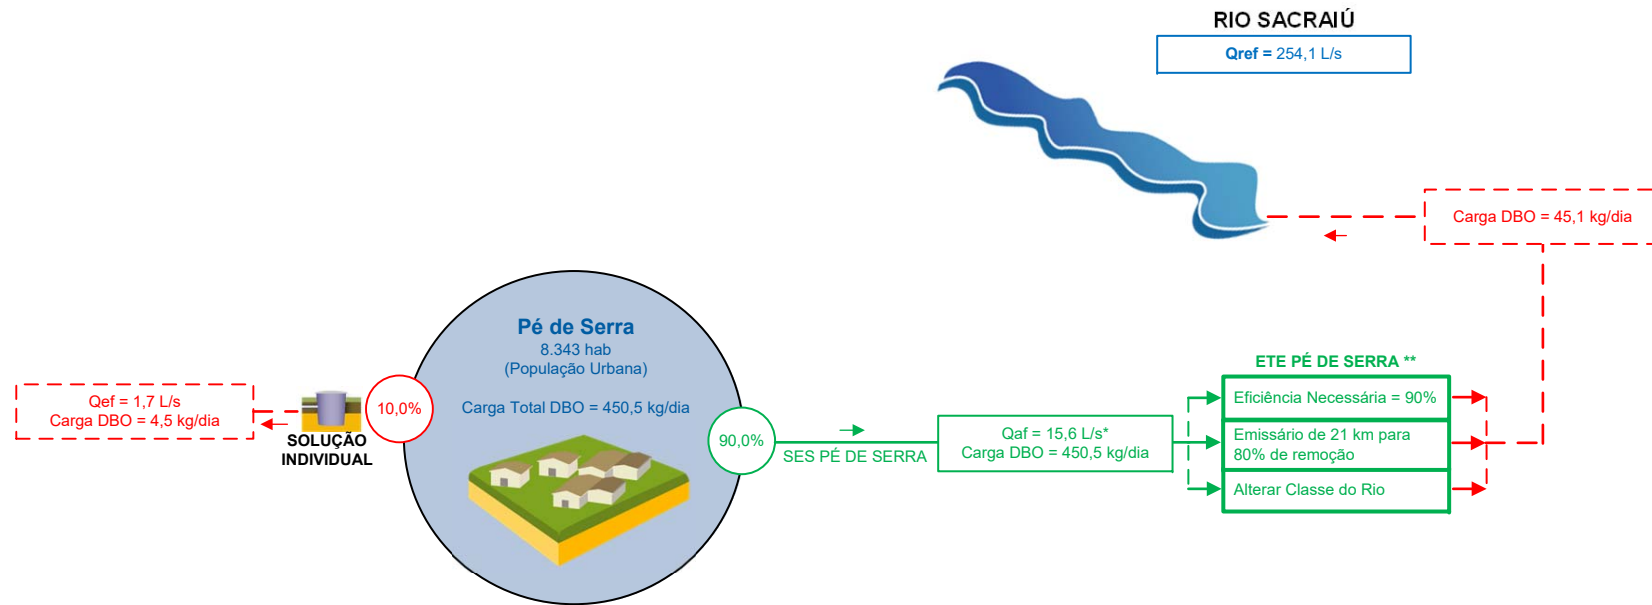 RIO SACRAIÚ
Qref = 254,1 L/s
Carga DBO = 45,1 kg/dia
Pé de Serra
8.343 hab
(População Urbana)
Carga Total DBO = 450,5 kg/dia
Qef = 1,7 L/s
Carga DBO = 4,5 kg/dia
SOLUÇÃO
INDIVIDUAL
10,0%
90,0%
SES PÉ DE SERRA
Qaf = 15,6 L/s*
Carga DBO = 450,5 kg/dia
ETE PÉ DE SERRA **
Eficiência Necessária = 90%
Emissário de 21 km para
80% de remoção
Alterar Classe do Rio